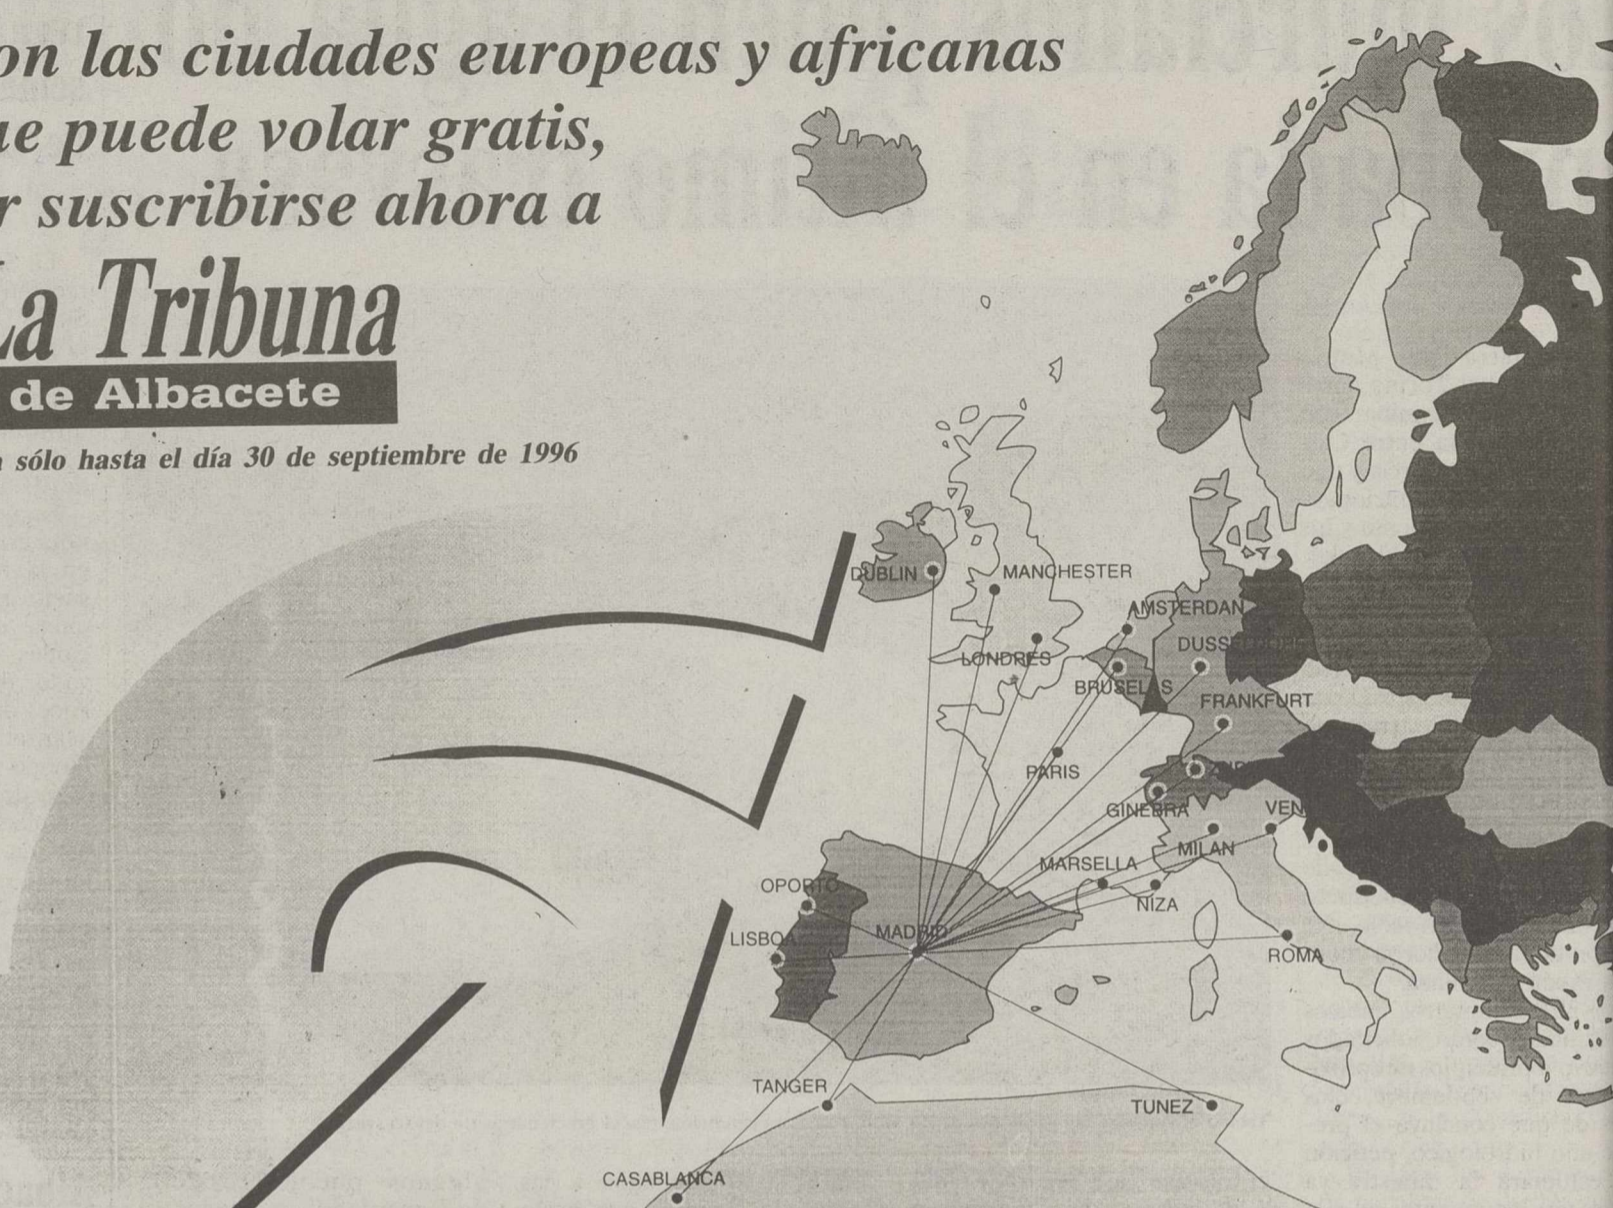 on las ciudades europeas y africanas
ue puede volar gratis,
r suscribirse ahora a
La Tribuna
de Albacete
sólo hasta el día 30 de septiembre de 1996
DUBLIN
MANCHESTER
AMSTERDAN
LONDRES
DUSSELDORF
BRUSELAS
FRANKFURT
PARIS
GINEBRA
VEN
MILAN
MARSELLA
NIZA
OPORTO
LISBOA
MADRID
ROMA
TANGER
TUNEZ
CASABLANCA